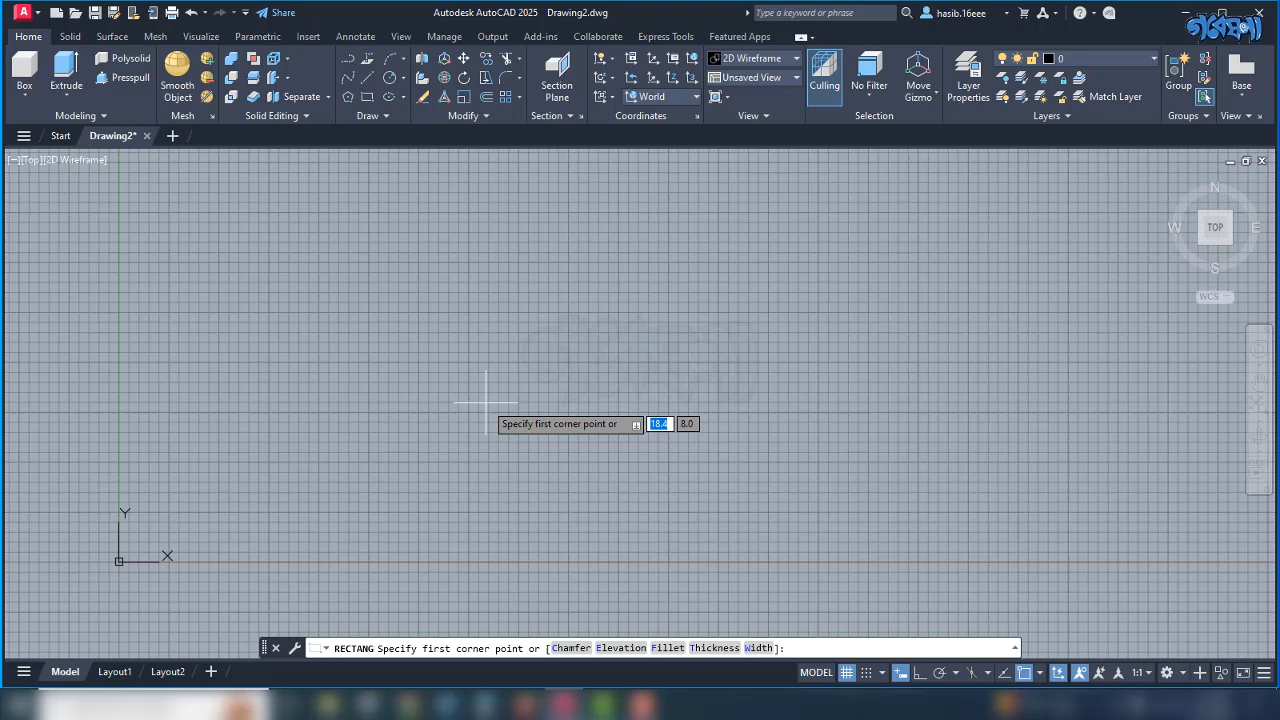 Share
Autodesk AutoCAD 2025 Drawing2.dwg
Type a keyword or phrase
hasib.16eee
গবেষণা
Home Solid Surface Mesh Visualize Parametric Insert Annotate View Manage Output Add-ins Collaborate Express Tools Featured Apps
Box
Extrude
Polysolid
Presspull
Modeling
Smooth
Object
Mesh
Separate
Solid Editing
Draw
Modify
Section
Plane
Section
World
Coordinates
2D Wireframe
Unsaved View
View
Culling
No Filter
Move
Gizmo
Selection
Layer
Properties
0
Match Layer
Layers
Group
Groups
Base
View
Start Drawing2*
[−][Top][2D Wireframe]
N
W TOP E
S
WCS
Specify first corner point or 18.4 8.0
Y
X
RECTANG Specify first corner point or [Chamfer Elevation Fillet Thickness Width]:
Model Layout1 Layout2
MODEL
1:1